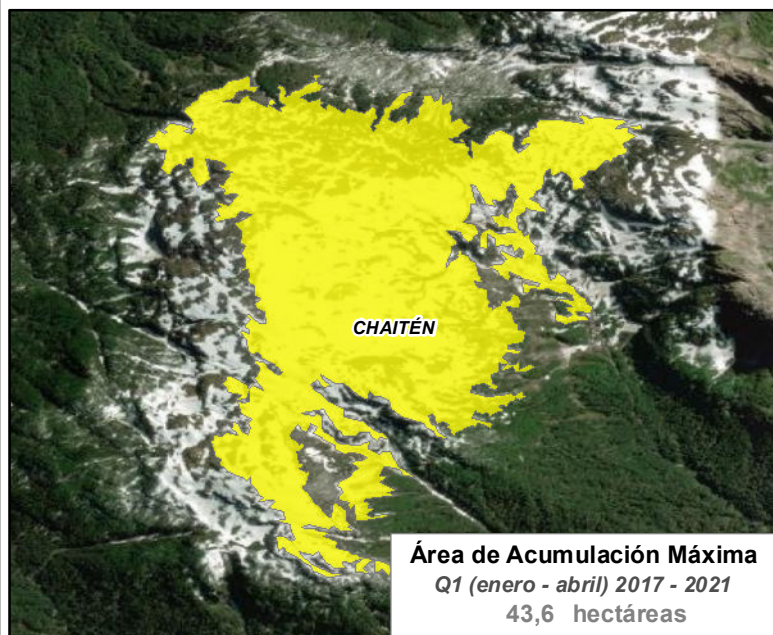 CHAITÉN
Área de Acumulación Máxima
Q1 (enero - abril) 2017 - 2021
43,6 hectáreas